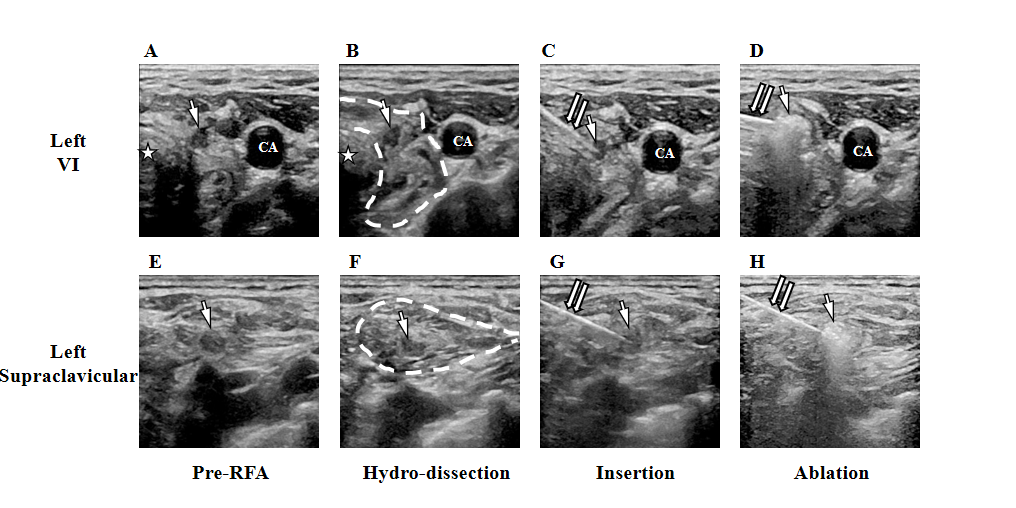 A B C D
Left
VI
CA CA CA CA
E F G H
Left
Supraclavicular
Pre-RFA Hydro-dissection Insertion Ablation